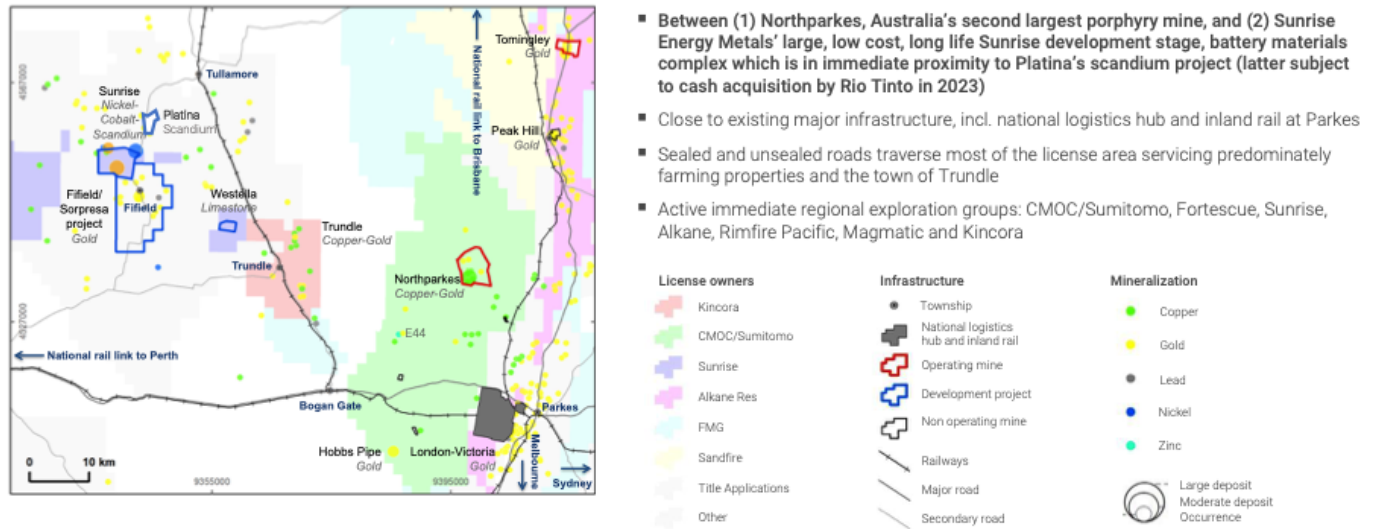 Tomingley
Gold
National rail link to Brisbane
4367000
Tullamore
Sunrise
Nickel-
Cobalt-
Scandium
Platina
Scandium
Peak Hill
Gold
Fifield/
Sorpresa
project
Gold
Fifield
Westella
Limestone
Trundle
Copper-Gold
Trundle
Northparkes
Copper-Gold
E44
National rail link to Perth
Bogan Gate
Parkes
Hobbs Pipe
Gold
London-Victoria
Gold
Melbourne
Sydney
0 10 km
9355000
9395000
▪ Between (1) Northparkes, Australia's second largest porphyry mine, and (2) Sunrise
Energy Metals' large, low cost, long life Sunrise development stage, battery materials
complex which is in immediate proximity to Platina's scandium project (latter subject
to cash acquisition by Rio Tinto in 2023)
▪ Close to existing major infrastructure, incl. national logistics hub and inland rail at Parkes
▪ Sealed and unsealed roads traverse most of the license area servicing predominately
farming properties and the town of Trundle
▪ Active immediate regional exploration groups: CMOC/Sumitomo, Fortescue, Sunrise,
Alkane, Rimfire Pacific, Magmatic and Kincora
License owners
Kincora
CMOC/Sumitomo
Sunrise
Alkane Res
FMG
Sandfire
Title Applications
Other
Infrastructure
Township
National logistics
hub and inland rail
Operating mine
Development project
Non operating mine
Railways
Major road
Secondary road
Mineralization
Copper
Gold
Lead
Nickel
Zinc
Large deposit
Moderate deposit
Occurrence